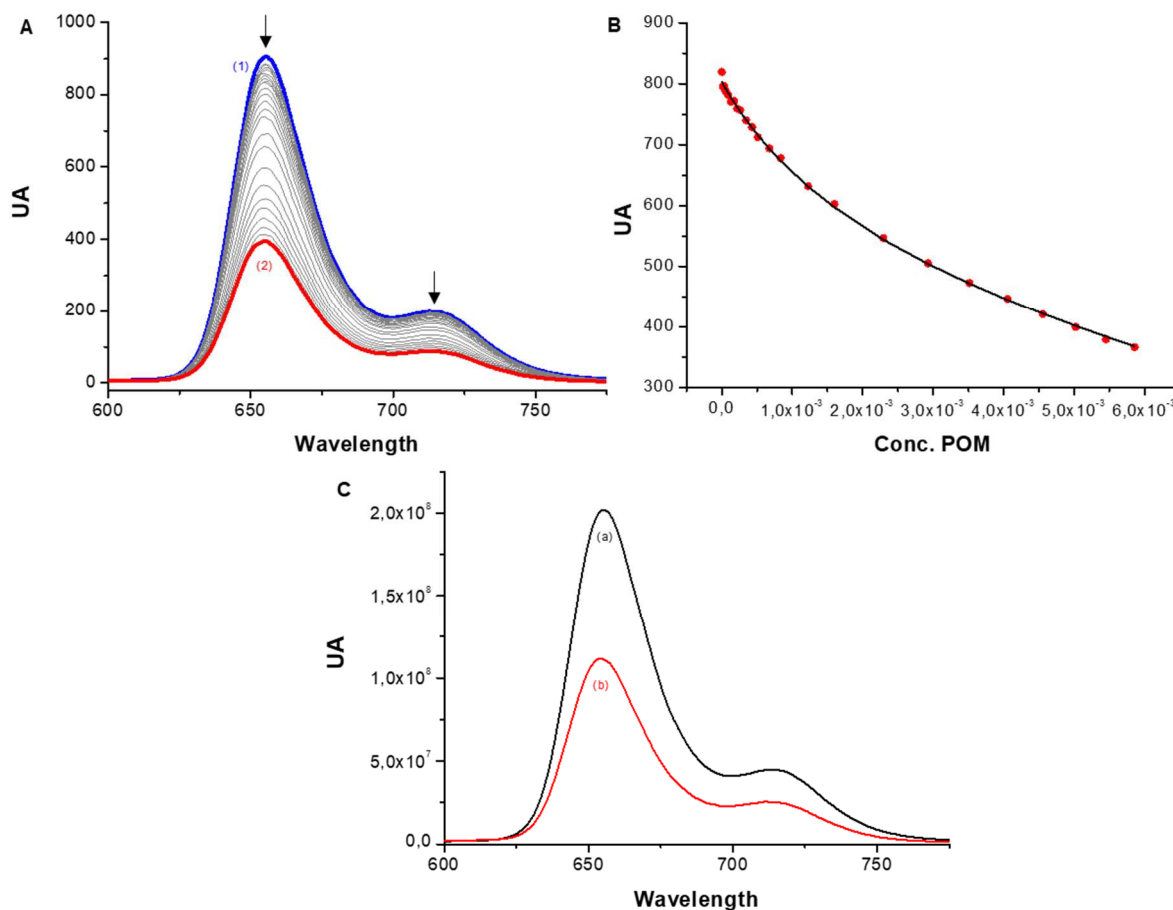 A
1000
800
600
400
200
0
UA
(1)
(2)
600
650
700
750
Wavelength
B
900
800
700
600
500
400
300
UA
0,0
1,0x10⁻³
2,0x10⁻³
3,0x10⁻³
4,0x10⁻³
5,0x10⁻³
6,0x10⁻³
Conc. POM
C
2,0x10⁸
1,5x10⁸
1,0x10⁸
5,0x10⁷
0,0
UA
(a)
(b)
600
650
700
750
Wavelength